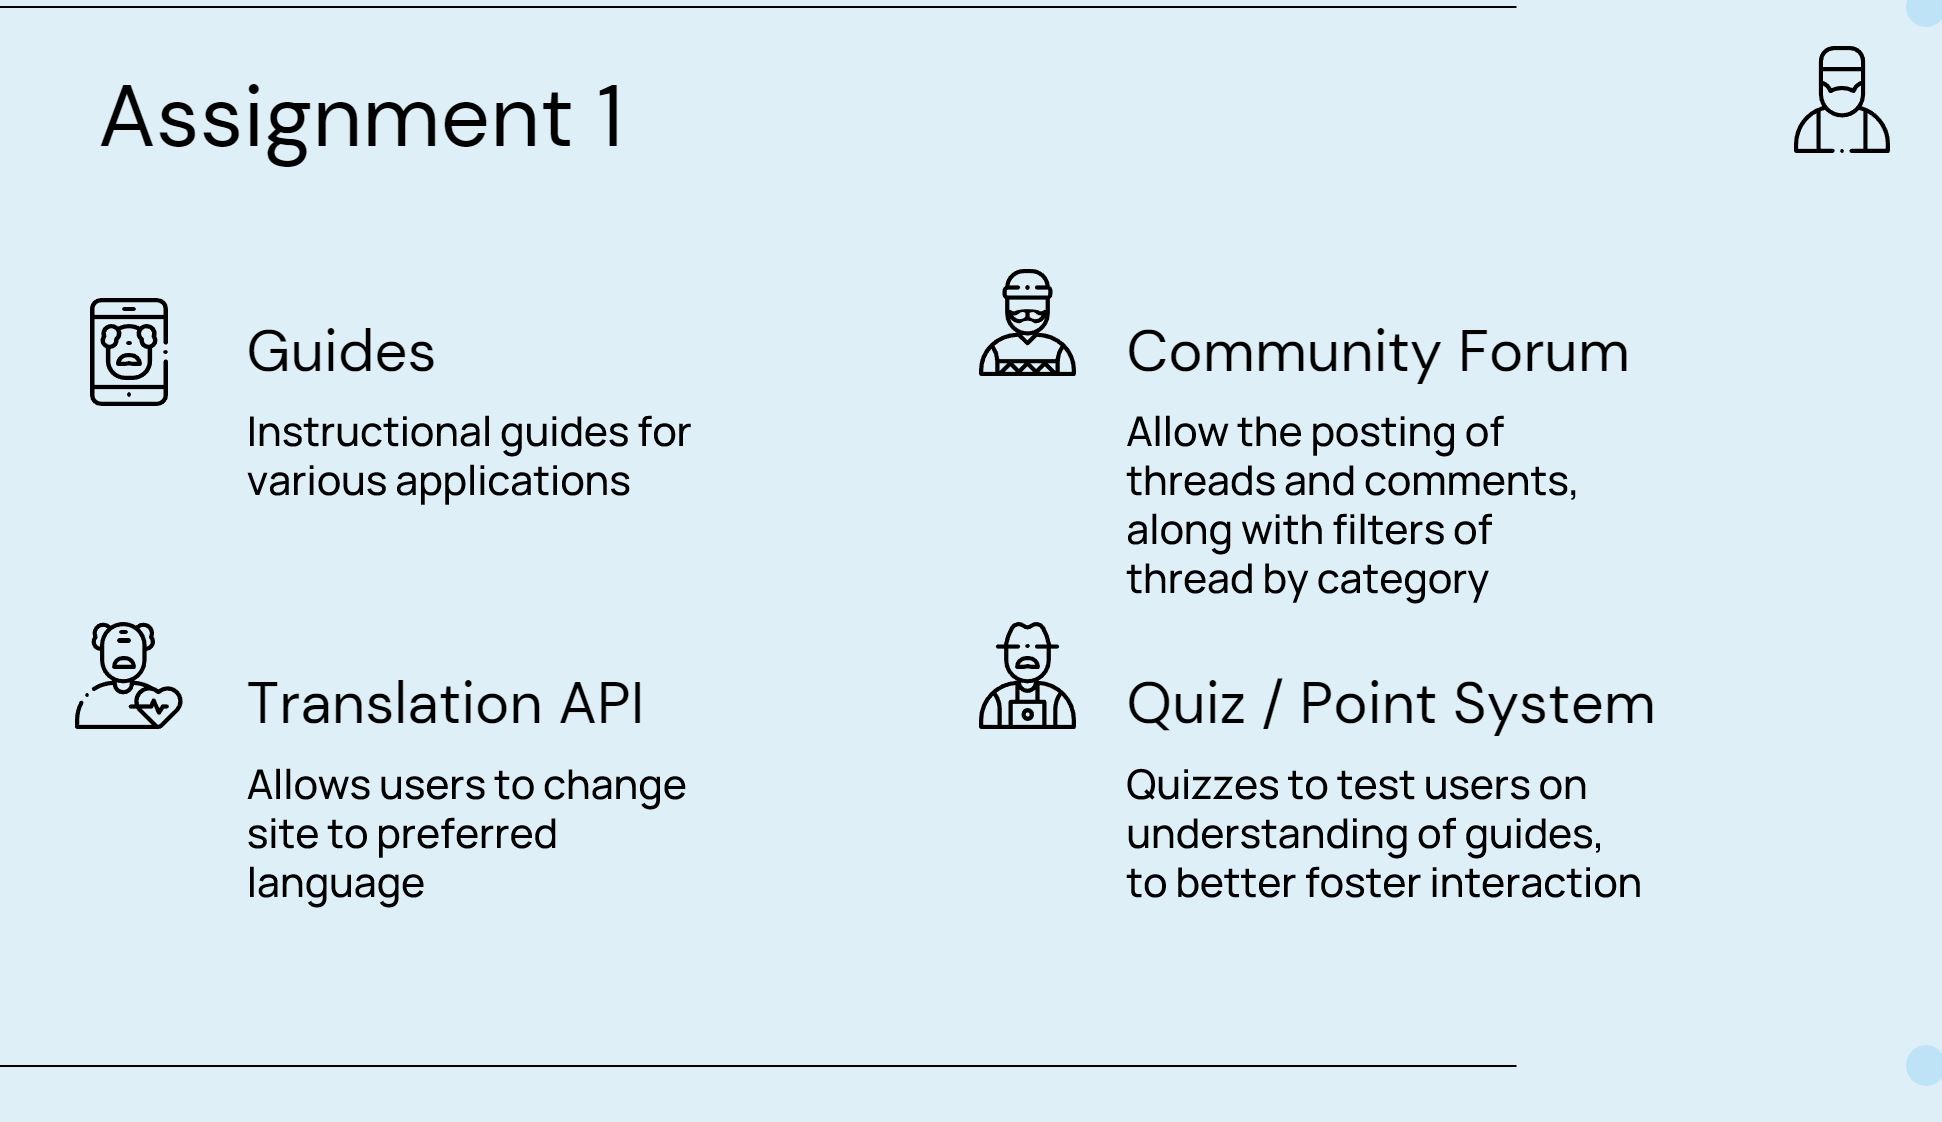 Assignment 1
Guides
Instructional guides for
various applications
Community Forum
Allow the posting of
threads and comments,
along with filters of
thread by category
Translation API
Allows users to change
site to preferred
language
Quiz / Point System
Quizzes to test users on
understanding of guides,
to better foster interaction